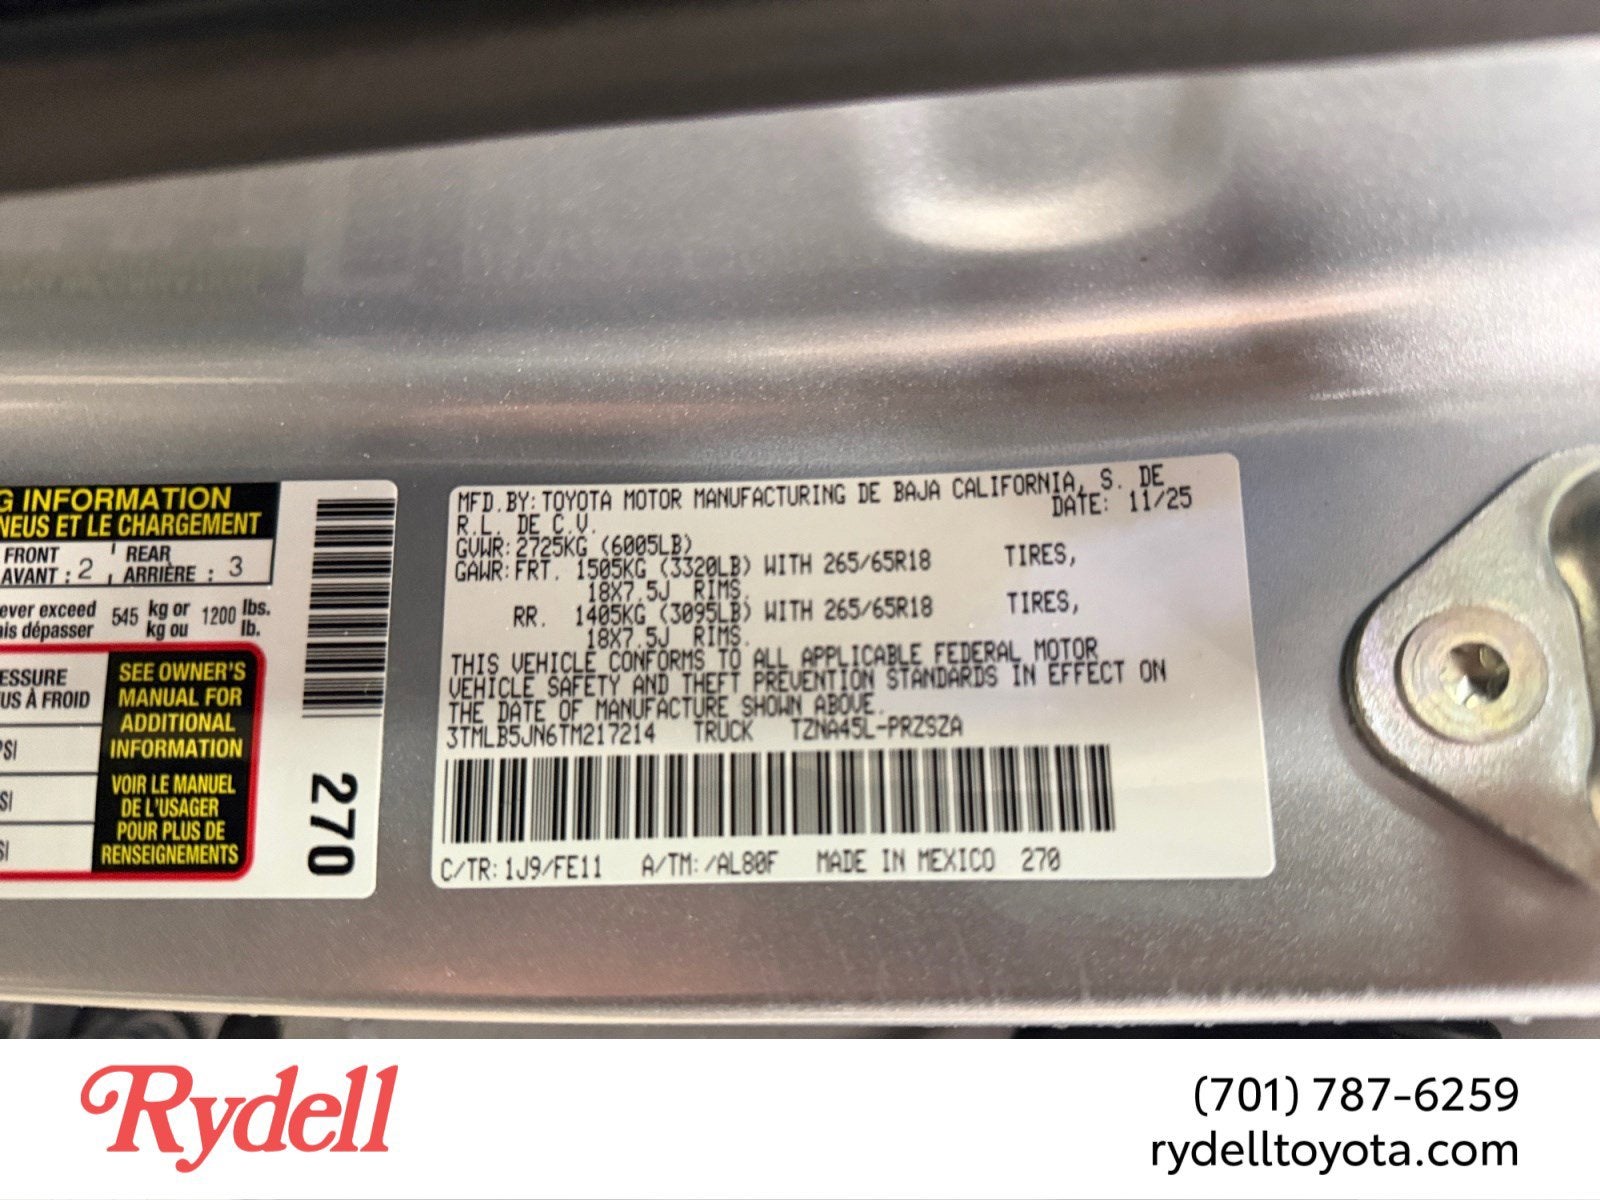 G INFORMATION
NEUS ET LE CHARGEMENT
FRONT
AVANT : 2
REAR
ARRIÈRE : 3
ever exceed 545 kg or 1200 lbs.
is dépasser kg ou lb.
ESSURE
US À FROID
PSI
SI
SI
SEE OWNER'S
MANUAL FOR
ADDITIONAL
INFORMATION
VOIR LE MANUEL
DE L'USAGER
POUR PLUS DE
RENSEIGNEMENTS
270
MFD.BY: TOYOTA MOTOR MANUFACTURING DE BAJA CALIFORNIA, S. DE
R.L. DE C.V. DATE: 11/25
GVWR: 2725KG (6005LB)
GAWR: FRT. 1505KG (3320LB) WITH 265/65R18 TIRES,
18X7.5J RIMS.
RR. 1405KG (3095LB) WITH 265/65R18 TIRES,
18X7.5J RIMS.
THIS VEHICLE CONFORMS TO ALL APPLICABLE FEDERAL MOTOR
VEHICLE SAFETY AND THEFT PREVENTION STANDARDS IN EFFECT ON
THE DATE OF MANUFACTURE SHOWN ABOVE.
3TMLB5JN6TM217214 TRUCK TZNA45L-PRZSZA
C/TR: 1J9/FE11 A/TM: /AL80F MADE IN MEXICO 270
Rydell
(701) 787-6259
rydelltoyota.com